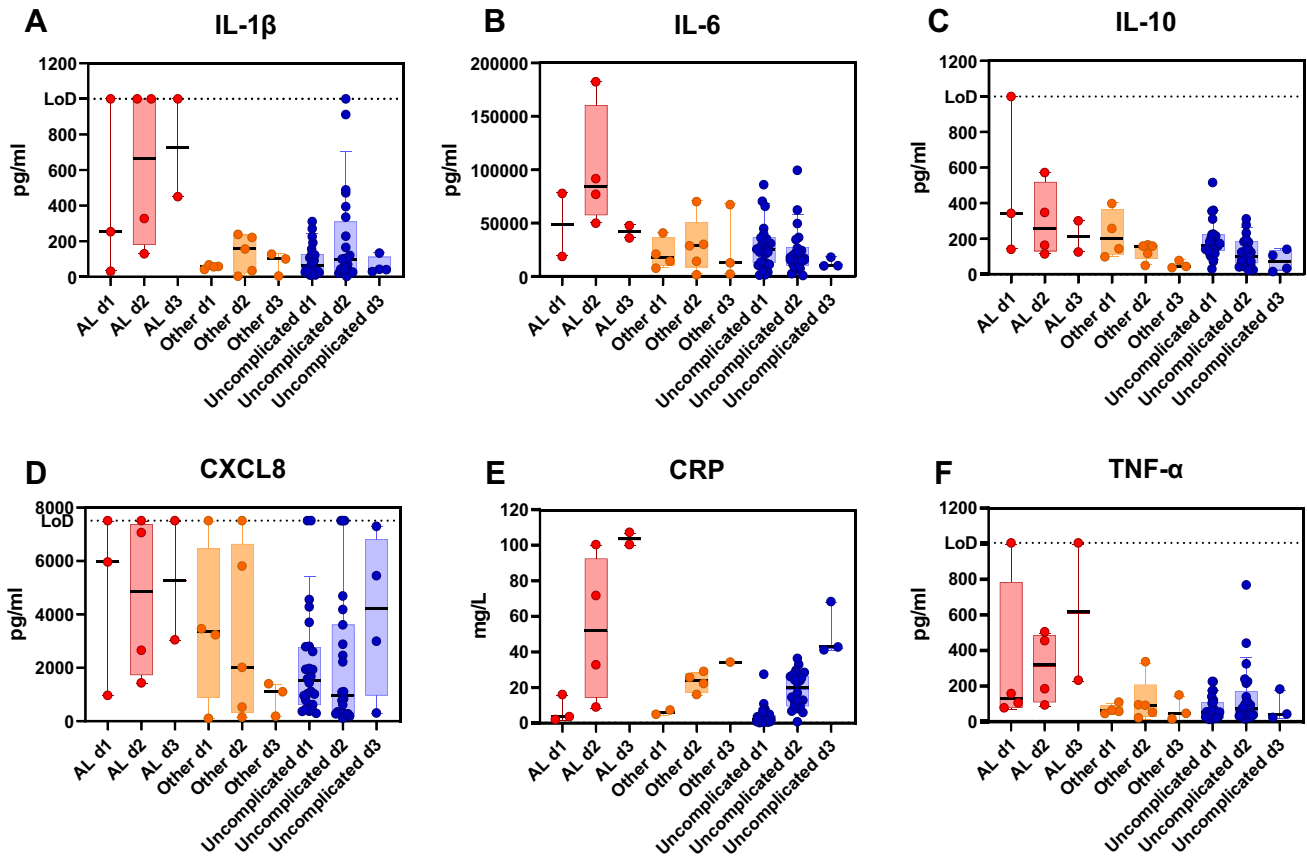 A
IL-1β
pg/ml
1200
LoD
800
600
400
200
0
AL d1
AL d2
AL d3
Other d1
Other d2
Other d3
Uncomplicated d1
Uncomplicated d2
Uncomplicated d3
B
IL-6
pg/ml
200000
150000
100000
50000
0
AL d1
AL d2
AL d3
Other d1
Other d2
Other d3
Uncomplicated d1
Uncomplicated d2
Uncomplicated d3
C
IL-10
pg/ml
1200
LoD
600
400
200
0
AL d1
AL d2
AL d3
Other d1
Other d2
Other d3
Uncomplicated d1
Uncomplicated d2
Uncomplicated d3
D
CXCL8
pg/ml
8000
LoD
6000
4000
2000
0
AL d1
AL d2
AL d3
Other d1
Other d2
Other d3
Uncomplicated d1
Uncomplicated d2
Uncomplicated d3
E
CRP
mg/L
120
100
80
60
40
20
0
AL d1
AL d2
AL d3
Other d1
Other d2
Other d3
Uncomplicated d1
Uncomplicated d2
Uncomplicated d3
F
TNF-α
pg/ml
1200
LoD
800
600
400
200
0
AL d1
AL d2
AL d3
Other d1
Other d2
Other d3
Uncomplicated d1
Uncomplicated d2
Uncomplicated d3